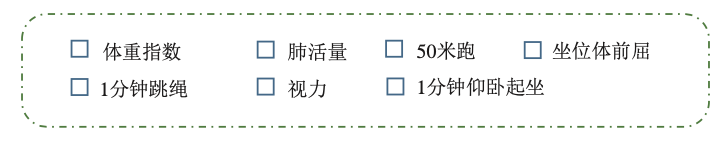 □ 体重指数 □ 肺活量 □ 50米跑 □ 坐位体前屈
□ 1分钟跳绳 □ 视力 □ 1分钟仰卧起坐